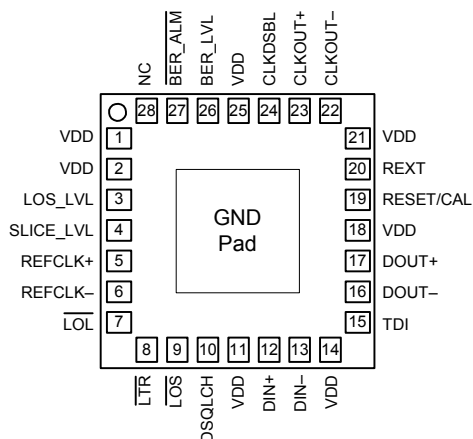 NC
BER_ALM
BER_LVL
VDD
CLKDSBL
CLKOUT+
CLKOUT–
28 27 26 25 24 23 22
VDD 1
VDD 2
LOS_LVL 3
SLICE_LVL 4
REFCLK+ 5
REFCLK– 6
LOL 7
GND
Pad
21 VDD
20 REXT
19 RESET/CAL
18 VDD
17 DOUT+
16 DOUT–
15 TDI
8 9 10 11 12 13 14
LTR
LOS
DSQLCH
VDD
DIN+
DIN–
VDD